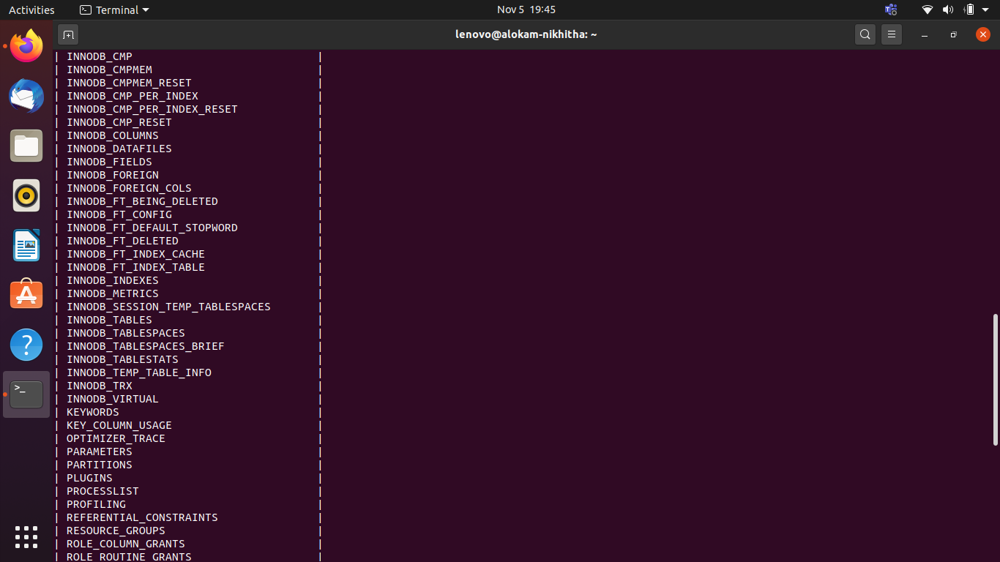 Activities Terminal Nov 5 19:45
lenovo@alokam-nikhitha: ~
| INNODB_CMP |
| INNODB_CMPMEM |
| INNODB_CMPMEM_RESET |
| INNODB_CMP_PER_INDEX |
| INNODB_CMP_PER_INDEX_RESET |
| INNODB_CMP_RESET |
| INNODB_COLUMNS |
| INNODB_DATAFILES |
| INNODB_FIELDS |
| INNODB_FOREIGN |
| INNODB_FOREIGN_COLS |
| INNODB_FT_BEING_DELETED |
| INNODB_FT_CONFIG |
| INNODB_FT_DEFAULT_STOPWORD |
| INNODB_FT_DELETED |
| INNODB_FT_INDEX_CACHE |
| INNODB_FT_INDEX_TABLE |
| INNODB_INDEXES |
| INNODB_METRICS |
| INNODB_SESSION_TEMP_TABLESPACES |
| INNODB_TABLES |
| INNODB_TABLESPACES |
| INNODB_TABLESPACES_BRIEF |
| INNODB_TABLESTATS |
| INNODB_TEMP_TABLE_INFO |
| INNODB_TRX |
| INNODB_VIRTUAL |
| KEYWORDS |
| KEY_COLUMN_USAGE |
| OPTIMIZER_TRACE |
| PARAMETERS |
| PARTITIONS |
| PLUGINS |
| PROCESSLIST |
| PROFILING |
| REFERENTIAL_CONSTRAINTS |
| RESOURCE_GROUPS |
| ROLE_COLUMN_GRANTS |
| ROLE_ROUTINE_GRANTS |